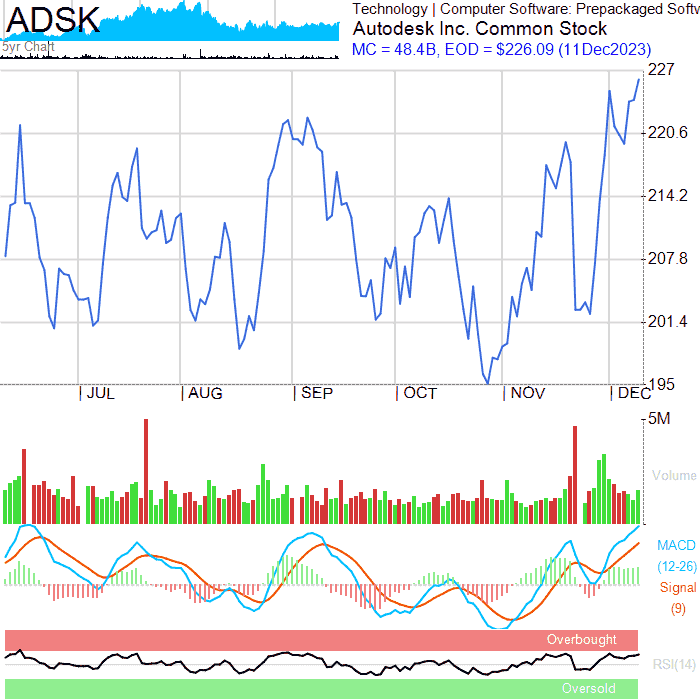 ADSK
5yr Chart
Technology | Computer Software: Prepackaged Softw
Autodesk Inc. Common Stock
MC = 48.4B, EOD = $226.09 (11Dec2023)
227
220.6
214.2
207.8
201.4
195
JUL
AUG
SEP
OCT
NOV
DEC
5M
Volume
MACD
(12-26)
Signal
(9)
Overbought
RSI(14)
Oversold